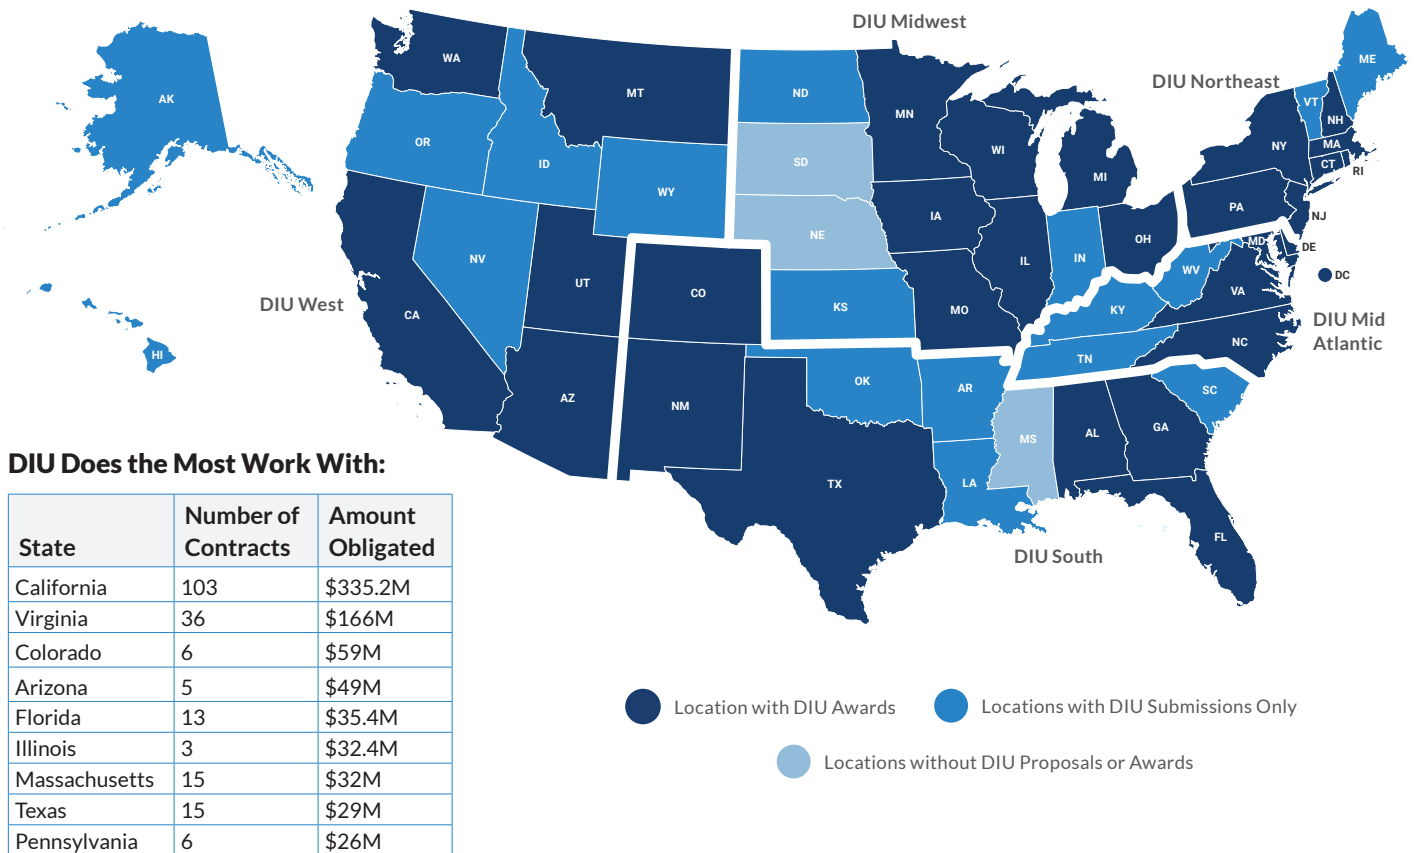 DIU Midwest
DIU Northeast
ME
WA
MT
ND
MN
VT
NH
AK
OR
ID
WY
SD
WI
MI
NY
MA
CT
RI
NE
IA
PA
NJ
NV
UT
CO
KS
IL
IN
OH
WV
MD
DE
DC
DIU West
CA
MO
KY
VA
DIU Mid
Atlantic
HI
AZ
NM
OK
AR
TN
NC
SC
TX
LA
MS
AL
GA
FL
DIU South
DIU Does the Most Work With:
State Number of Contracts Amount Obligated
California 103 $335.2M
Virginia 36 $166M
Colorado 6 $59M
Arizona 5 $49M
Florida 13 $35.4M
Illinois 3 $32.4M
Massachusetts 15 $32M
Texas 15 $29M
Pennsylvania 6 $26M
Location with DIU Awards
Locations with DIU Submissions Only
Locations without DIU Proposals or Awards